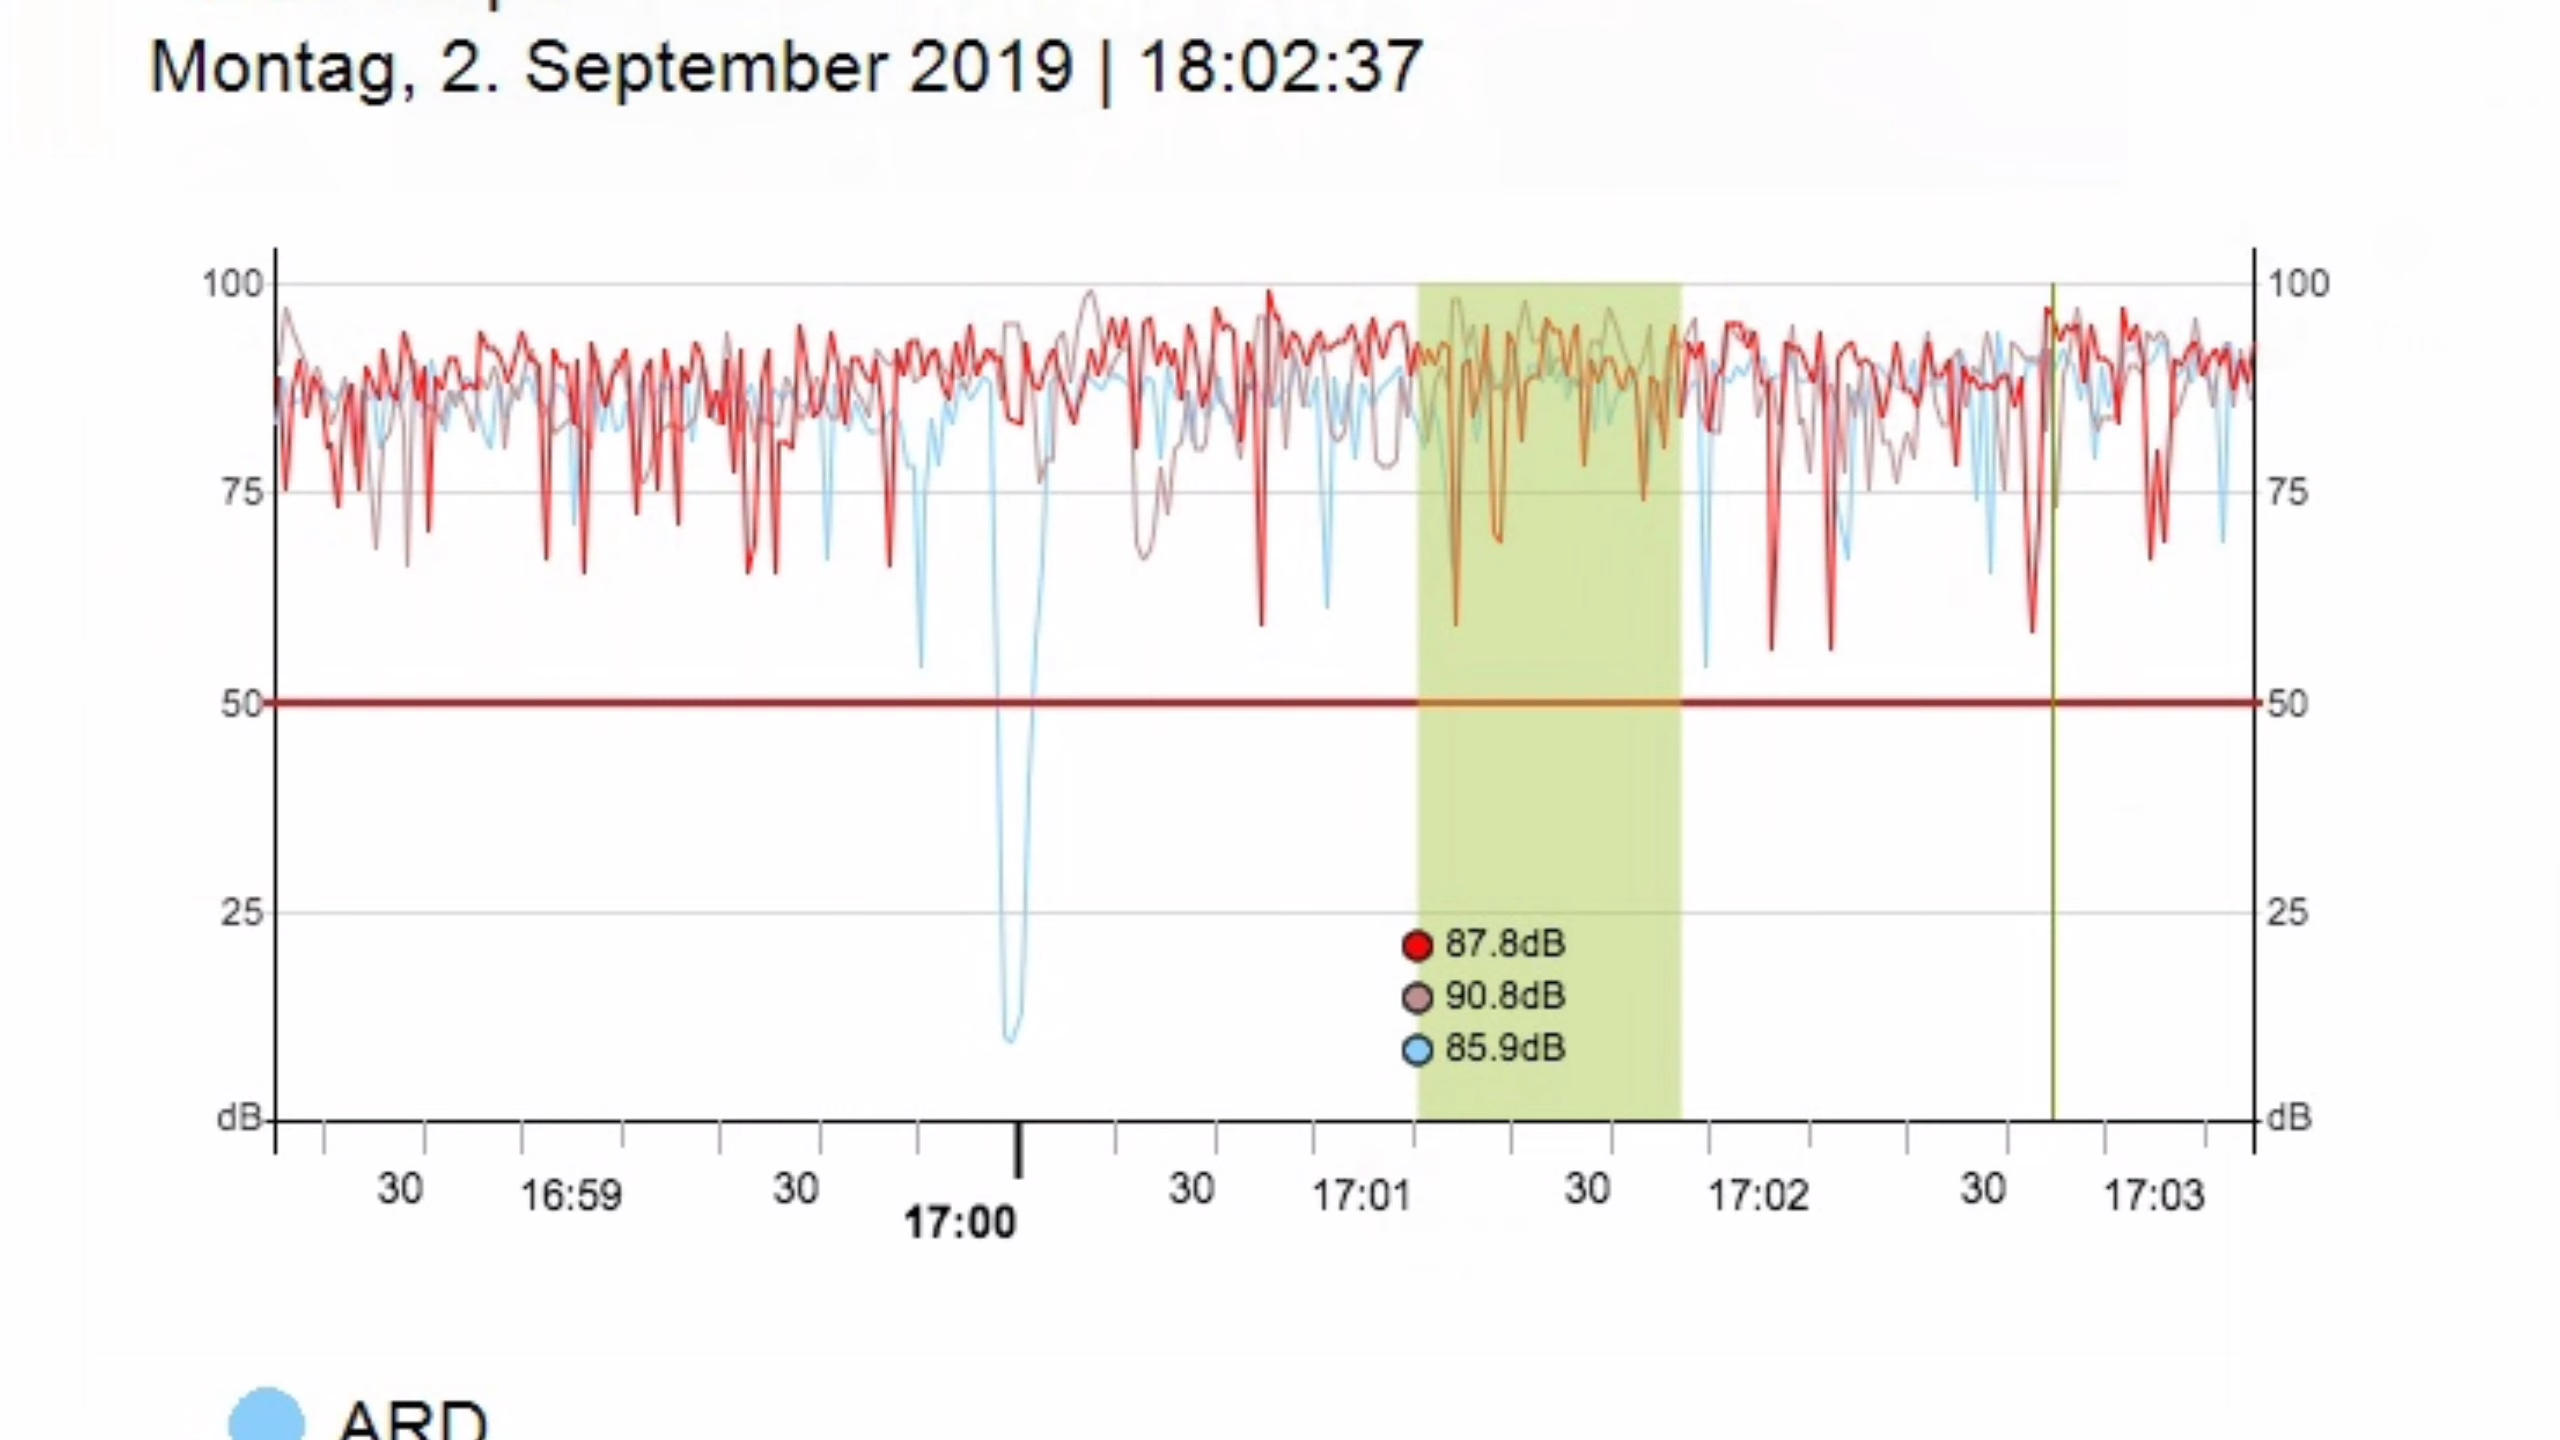 Montag, 2. September 2019 | 18:02:37
100 100
75 75
50 50
25 25
87.8dB
90.8dB
85.9dB
dB dB
30 16:59 30 17:00 30 17:01 30 17:02 30 17:03
ARD